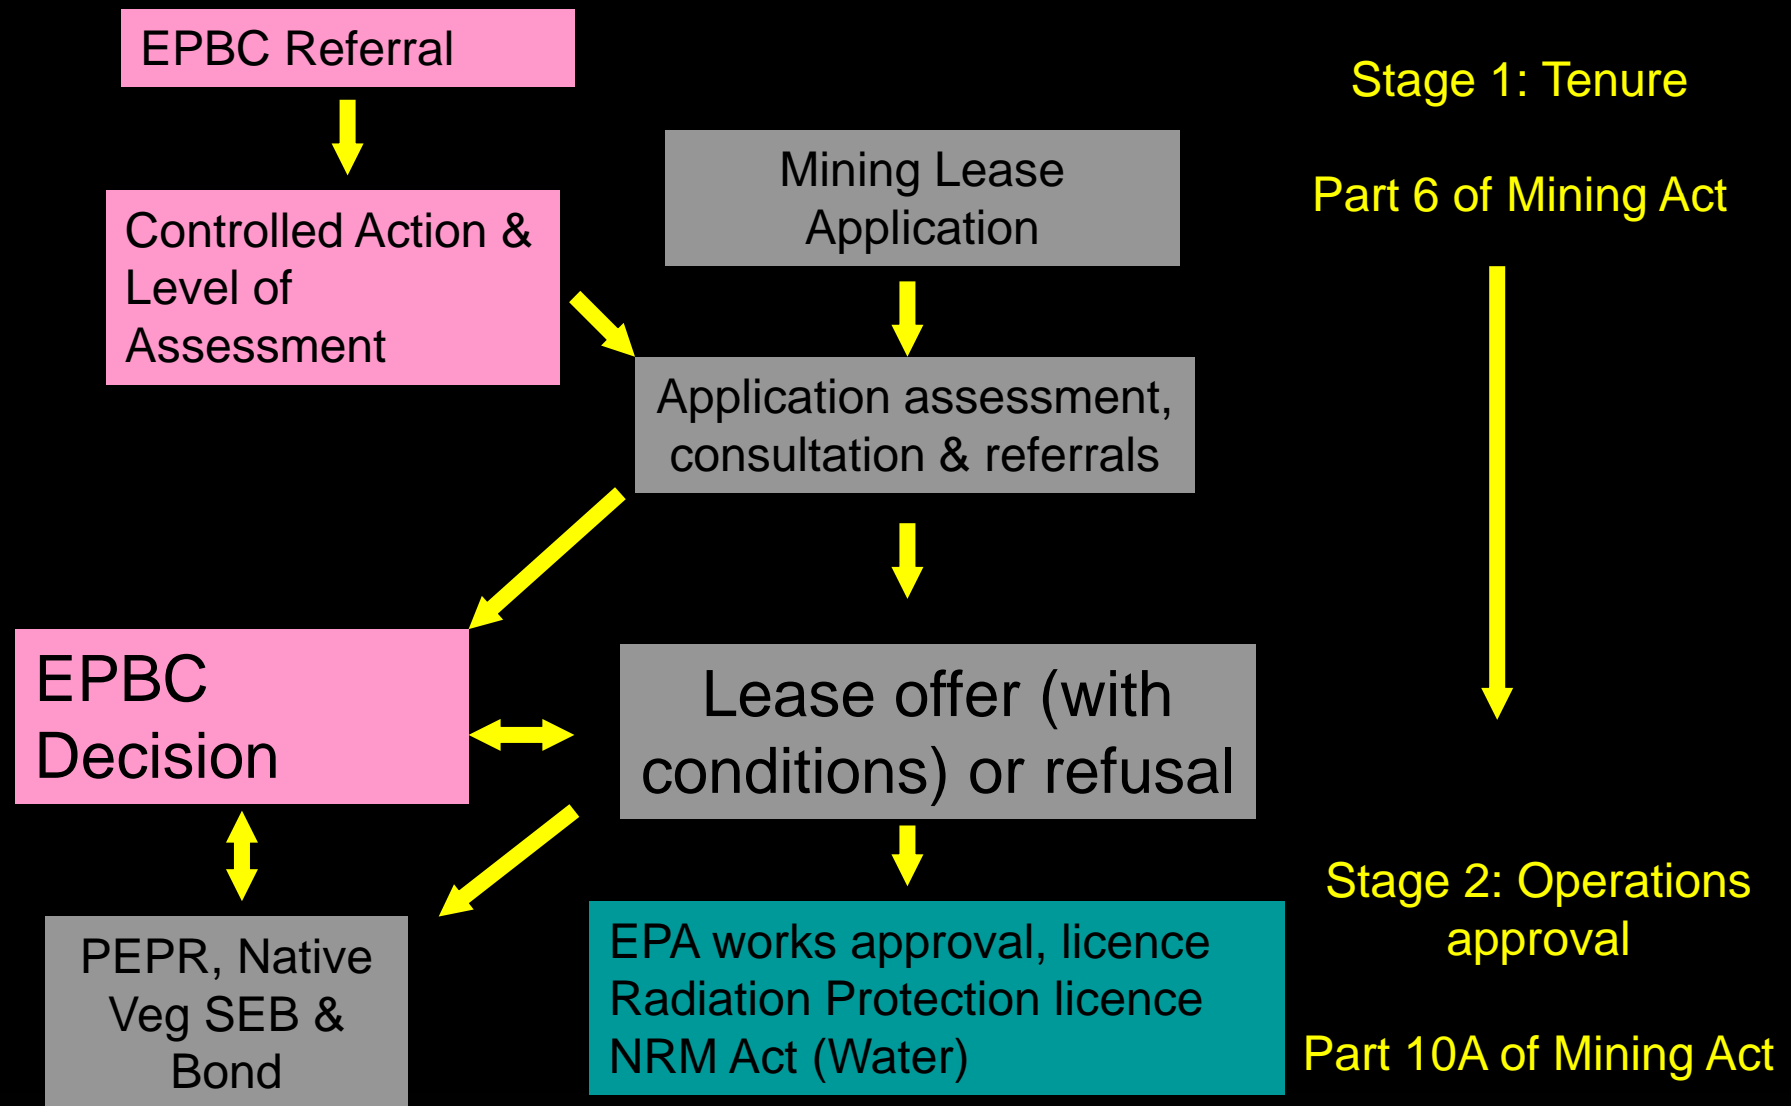 EPBC Referral
Controlled Action &
Level of
Assessment
Mining Lease
Application
Application assessment,
consultation & referrals
EPBC
Decision
Lease offer (with
conditions) or refusal
PEPR, Native
Veg SEB &
Bond
EPA works approval, licence
Radiation Protection licence
NRM Act (Water)
Stage 1: Tenure
Part 6 of Mining Act
Stage 2: Operations
approval
Part 10A of Mining Act